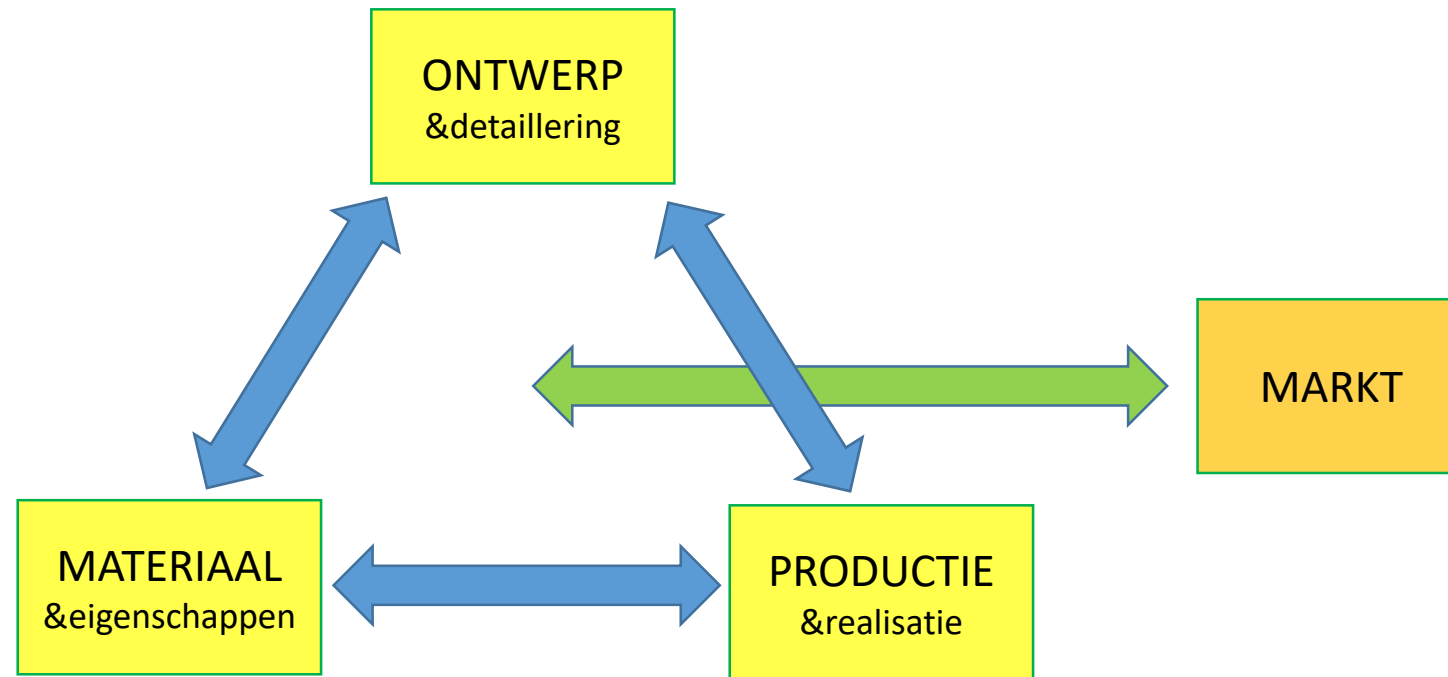 ONTWERP
&detaillering
MARKT
MATERIAAL
&eigenschappen
PRODUCTIE
&realisatie